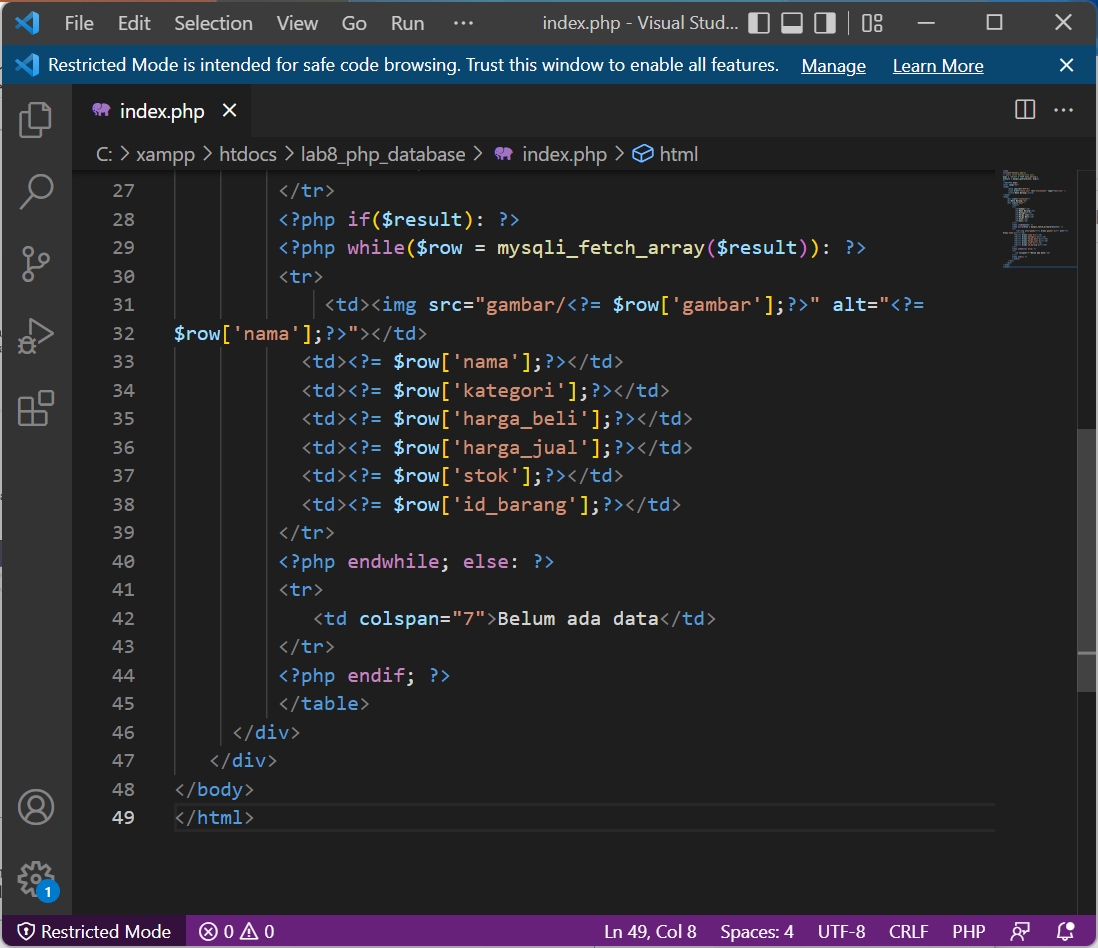 File Edit Selection View Go Run ··· index.php - Visual Stud...
Restricted Mode is intended for safe code browsing. Trust this window to enable all features. Manage Learn More
index.php
C: > xampp > htdocs > lab8_php_database > index.php > html
27 </tr>
28 <?php if($result): ?>
29 <?php while($row = mysqli_fetch_array($result)): ?>
30 <tr>
31 <td><img src="gambar/<?= $row['gambar'];?>" alt="<?=
32 $row['nama'];?>"></td>
33 <td><?= $row['nama'];?></td>
34 <td><?= $row['kategori'];?></td>
35 <td><?= $row['harga_beli'];?></td>
36 <td><?= $row['harga_jual'];?></td>
37 <td><?= $row['stok'];?></td>
38 <td><?= $row['id_barang'];?></td>
39 </tr>
40 <?php endwhile; else: ?>
41 <tr>
42 <td colspan="7">Belum ada data</td>
43 </tr>
44 <?php endif; ?>
45 </table>
46 </div>
47 </div>
48 </body>
49 </html>
1
Restricted Mode 0 0 Ln 49, Col 8 Spaces: 4 UTF-8 CRLF PHP